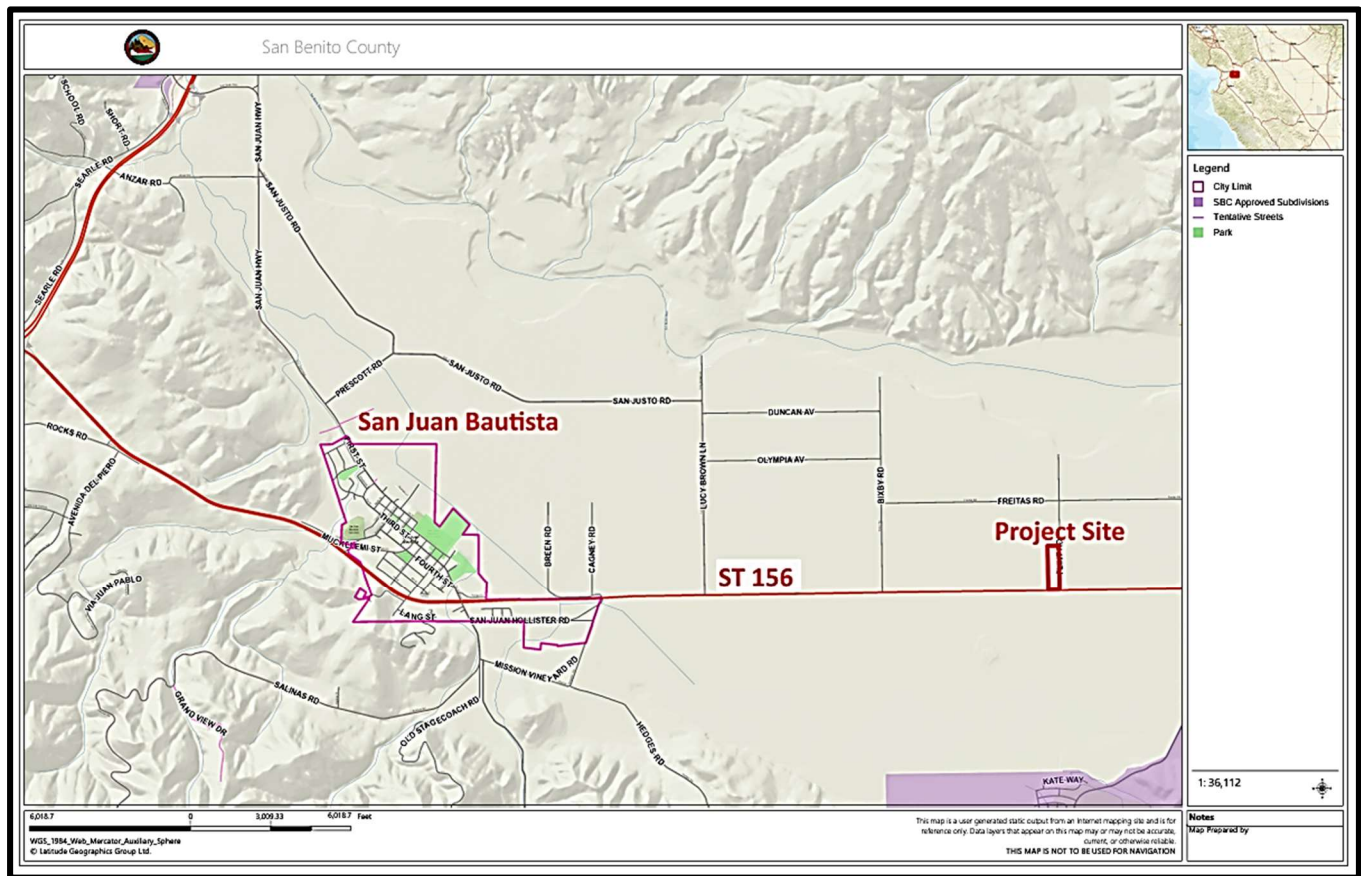 San Benito County
SCHOOL RD
SHORT RD
SEARLE RD
ANZAR RD
SAN JUAN HWY
SAN JUSTO RD
SEARLE RD
SAN JUAN HWY
PRESCOTT RD
SAN JUSTO RD
SAN JUSTO RD
DUNCAN AV
San Juan Bautista
ROCKS RD
FIRST ST
LUCY BROWN LN
OLYMPIA AV
BIXBY RD
AVENIDA DEL PIERO
FREITAS RD
THIRD ST
Project Site
MUCKELEMI ST
BREEN RD
CAGNEY RD
FOURTH ST
ST 156
VIA JUAN PABLO
LANG ST
SAN JUAN HOLLISTER RD
MISSION VINEYARD RD
SALINAS RD
GRAND VIEW DR
OLD STAGECOACH RD
HEDGES RD
KATE WAY
Legend
City Limit
SBC Approved Subdivisions
Tentative Streets
Park
1: 36,112
6,018.7 0 3,009.33 6,018.7 Feet
WGS_1984_Web_Mercator_Auxiliary_Sphere
© Latitude Geographics Group Ltd.
This map is a user generated static output from an Internet mapping site and is for
reference only. Data layers that appear on this map may or may not be accurate,
current, or otherwise reliable.
THIS MAP IS NOT TO BE USED FOR NAVIGATION
Notes
Map Prepared by